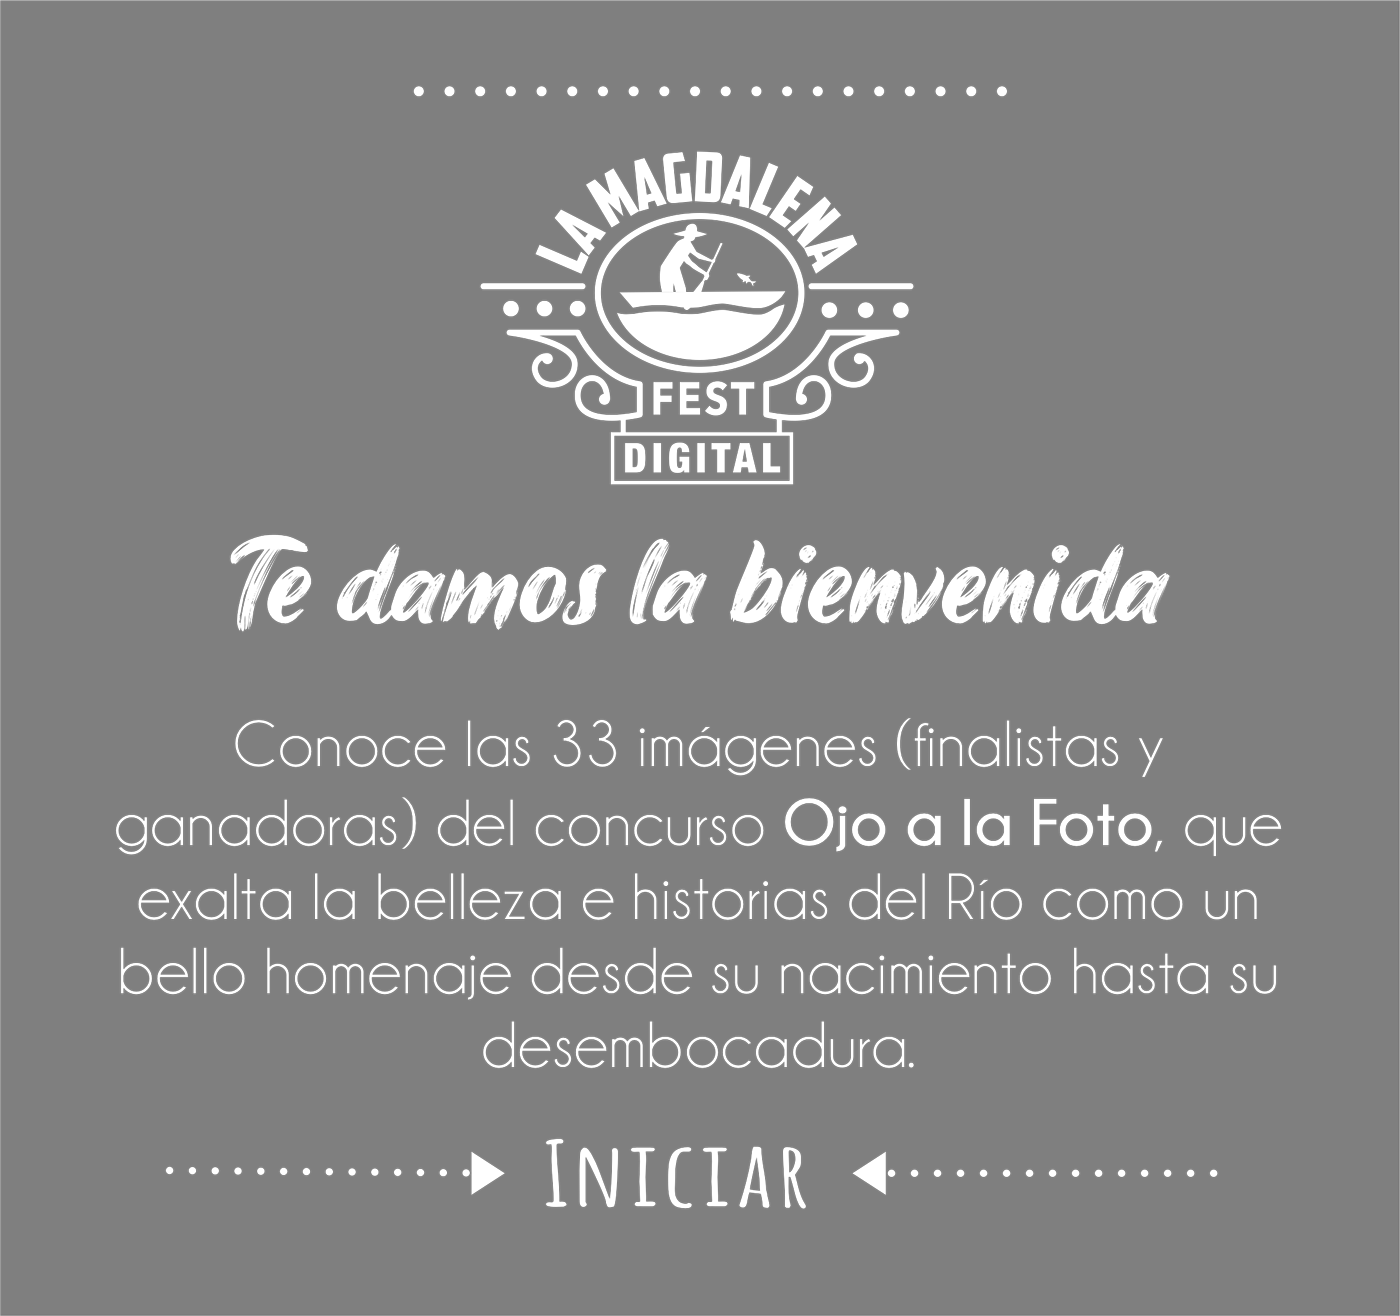 LA MAGDALENA
FEST
DIGITAL
Te damos la bienvenida
Conoce las 33 imágenes (finalistas y
ganadoras) del concurso Ojo a la Foto, que
exalta la belleza e historias del Río como un
bello homenaje desde su nacimiento hasta su
desembocadura.
INICIAR